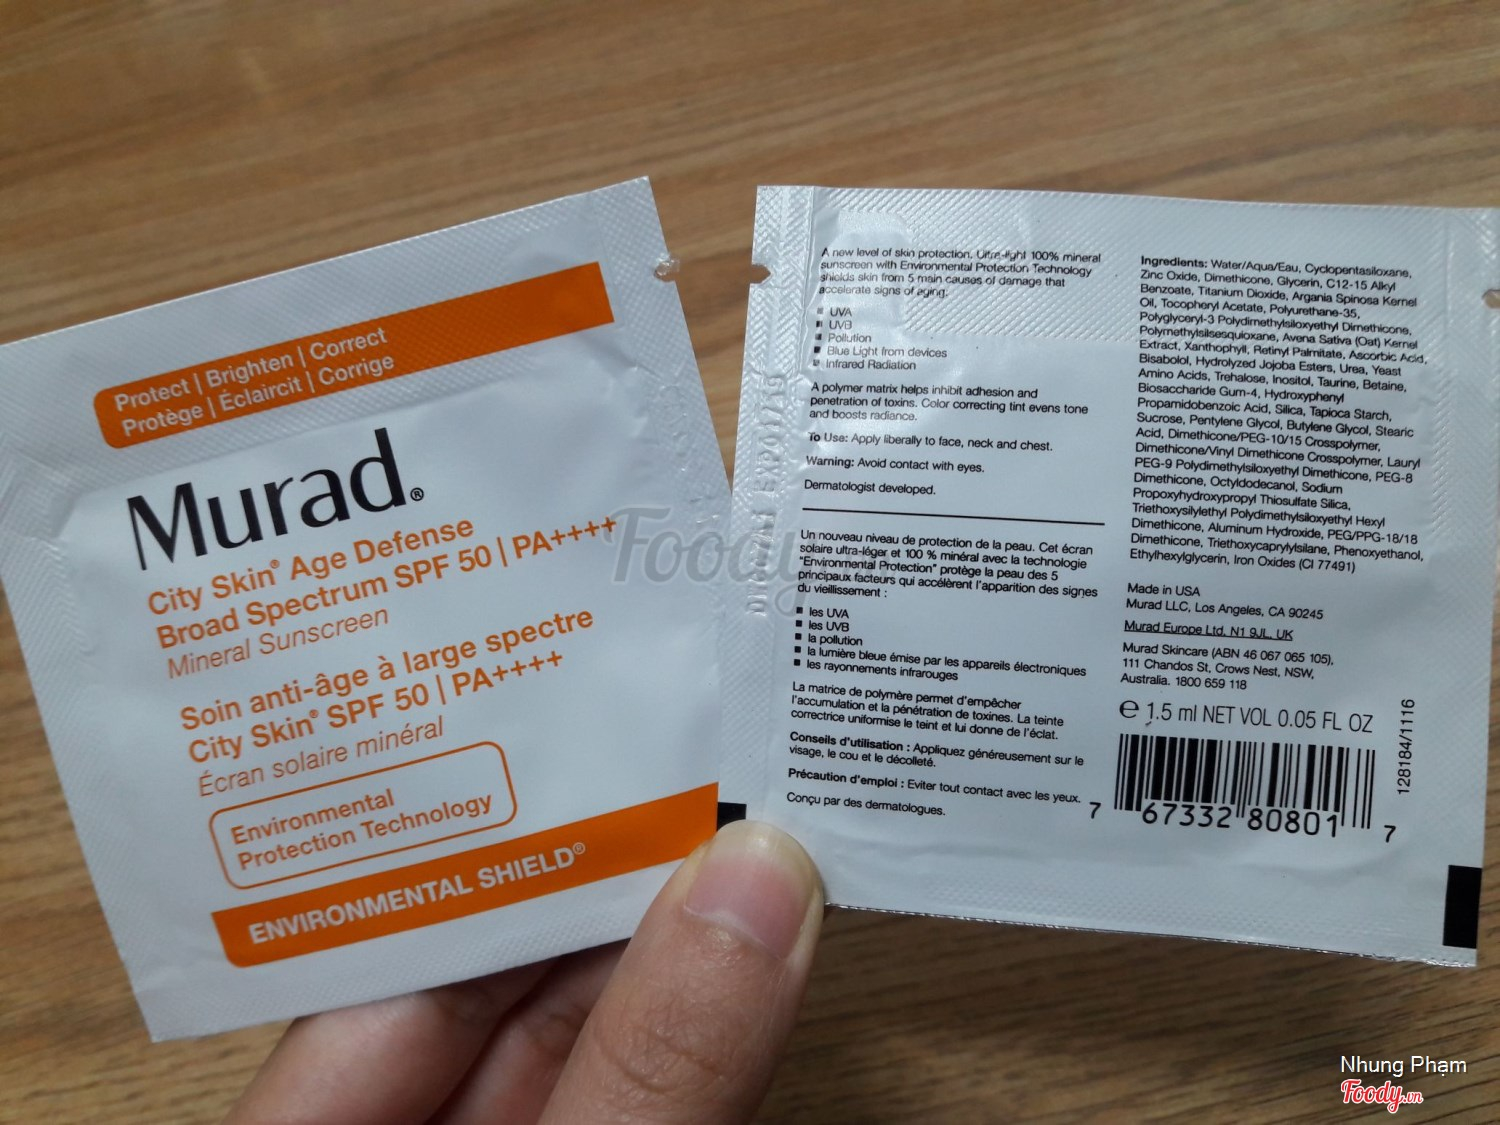 Protect | Brighten | Correct
Protège | Éclaircit | Corrige
Murad®
City Skin® Age Defense
Broad Spectrum SPF 50 | PA++++
Mineral Sunscreen
Soin anti-âge à large spectre
City Skin® SPF 50 | PA++++
Écran solaire minéral
Environmental
Protection Technology
ENVIRONMENTAL SHIELD®
A new level of skin protection. Ultra-light 100% mineral
sunscreen with Environmental Protection Technology
shields skin from 5 main causes of damage that
accelerate signs of aging:
▪ UVA
▪ UVB
▪ Pollution
▪ Blue Light from devices
▪ Infrared Radiation
A polymer matrix helps inhibit adhesion and
penetration of toxins. Color correcting tint evens tone
and boosts radiance.
To Use: Apply liberally to face, neck and chest.
Warning: Avoid contact with eyes.
Dermatologist developed.
Un nouveau niveau de protection de la peau. Cet écran
solaire ultra-léger et 100 % minéral avec la technologie
"Environmental Protection" protège la peau des 5
principaux facteurs qui accélèrent l'apparition des signes
du vieillissement :
▪ les UVA
▪ les UVB
▪ la pollution
▪ la lumière bleue émise par les appareils électroniques
▪ les rayonnements infrarouges
La matrice de polymère permet d'empêcher
l'accumulation et la pénétration de toxines. La teinte
correctrice uniformise le teint et lui donne de l'éclat.
Conseils d'utilisation : Appliquez généreusement sur le
visage, le cou et le décolleté.
Précaution d'emploi : Eviter tout contact avec les yeux.
Conçu par des dermatologues.
Ingredients: Water/Aqua/Eau, Cyclopentasiloxane,
Zinc Oxide, Dimethicone, Glycerin, C12-15 Alkyl
Benzoate, Titanium Dioxide, Argania Spinosa Kernel
Oil, Tocopheryl Acetate, Polyurethane-35,
Polyglyceryl-3 Polydimethylsiloxyethyl Dimethicone,
Polymethylsilsesquioxane, Avena Sativa (Oat) Kernel
Extract, Xanthophyll, Retinyl Palmitate, Ascorbic Acid,
Bisabolol, Hydrolyzed Jojoba Esters, Urea, Yeast
Amino Acids, Trehalose, Inositol, Taurine, Betaine,
Biosaccharide Gum-4, Hydroxyphenyl
Propamidobenzoic Acid, Silica, Tapioca Starch,
Sucrose, Pentylene Glycol, Butylene Glycol, Stearic
Acid, Dimethicone/PEG-10/15 Crosspolymer,
Dimethicone/Vinyl Dimethicone Crosspolymer, Lauryl
PEG-9 Polydimethylsiloxyethyl Dimethicone, PEG-8
Dimethicone, Octyldodecanol, Sodium
Propoxyhydroxypropyl Thiosulfate Silica,
Triethoxysilylethyl Polydimethylsiloxyethyl Hexyl
Dimethicone, Aluminum Hydroxide, PEG/PPG-18/18
Dimethicone, Triethoxycaprylylsilane, Phenoxyethanol,
Ethylhexylglycerin, Iron Oxides (CI 77491)
Made in USA
Murad LLC, Los Angeles, CA 90245
Murad Europe Ltd, N1 9JL, UK
Murad Skincare (ABN 46 067 065 105),
111 Chandos St, Crows Nest, NSW,
Australia. 1800 659 118
℮ 1.5 ml NET VOL 0.05 FL OZ
7 67332 80801 7
128184/1116
Foody
Nhung Phạm
Foody.vn